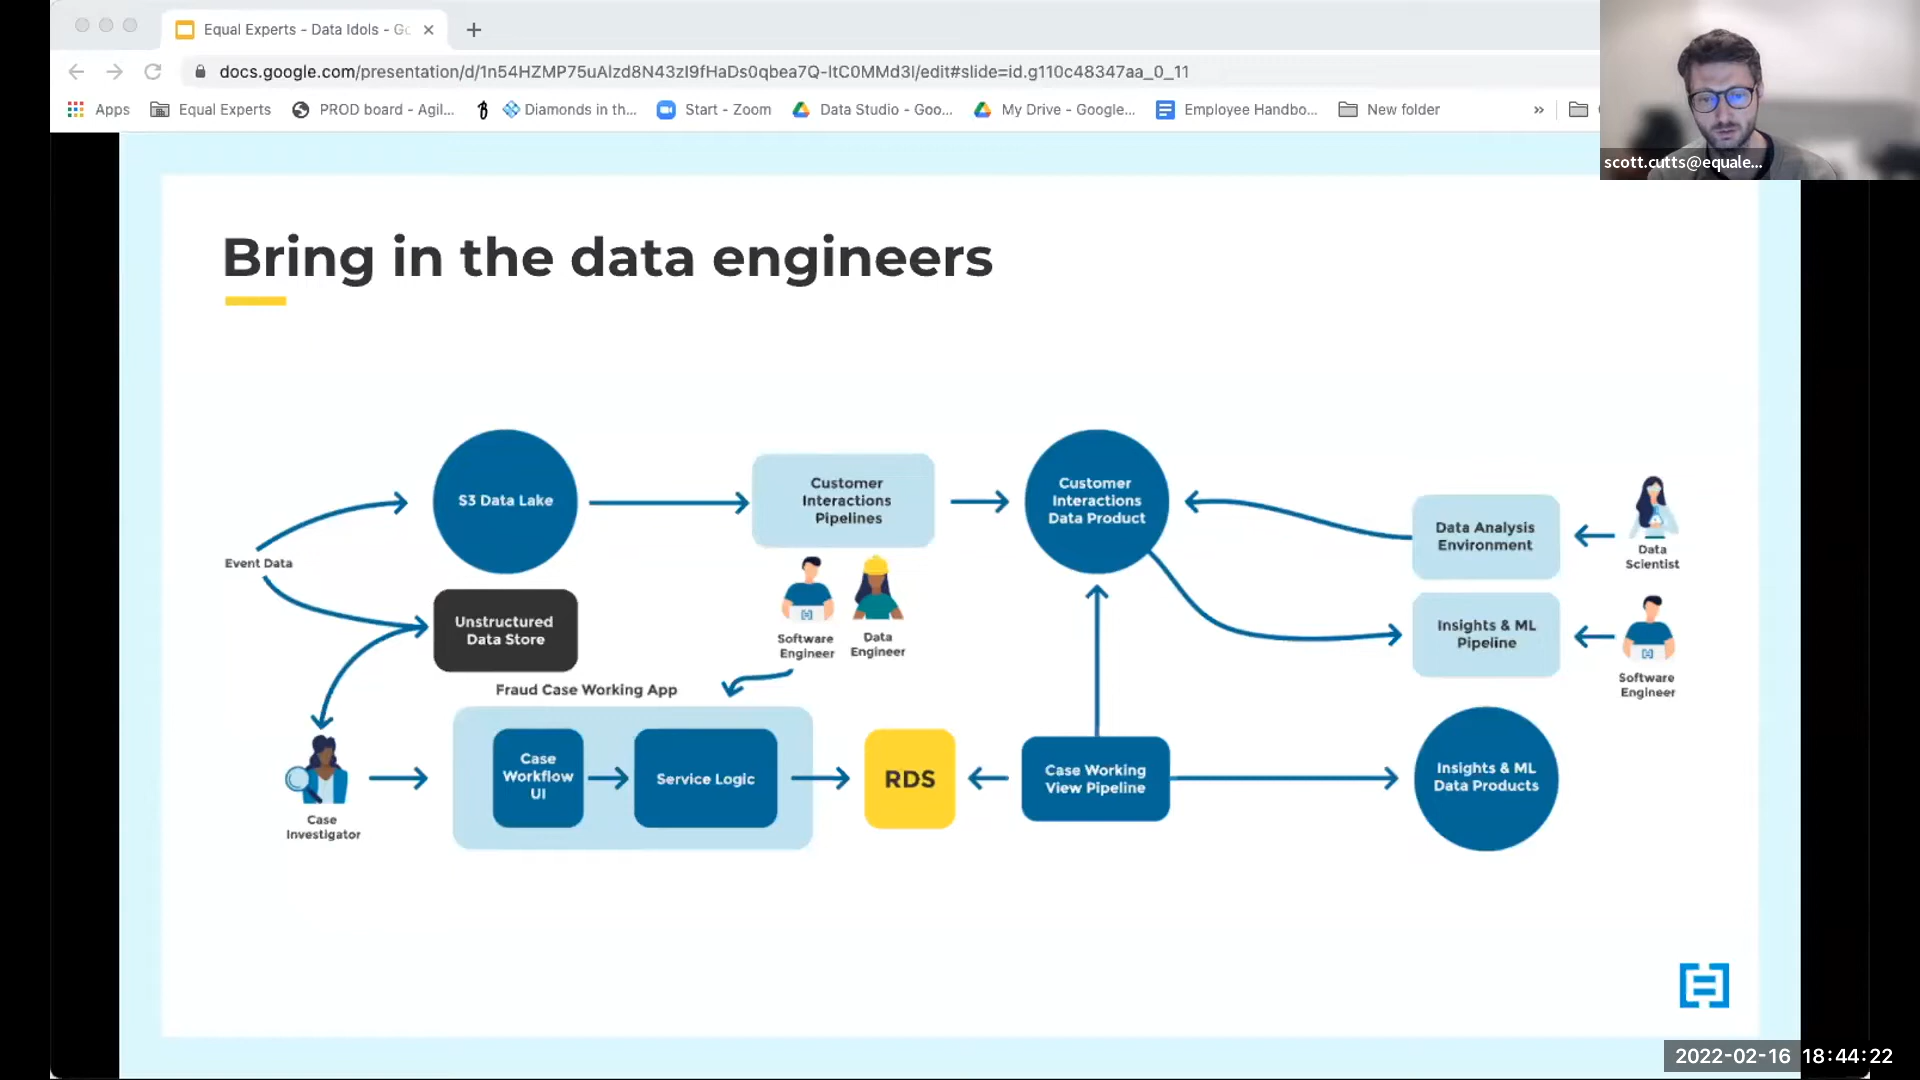 Equal Experts - Data Idols - Go
docs.google.com/presentation/d/1n54HZMP75uAlzd8N43zI9fHaDs0qbea7Q-ltC0MMd3I/edit#slide=id.g110c48347aa_0_11
Apps
Equal Experts
PROD board - Agil...
Diamonds in th...
Start - Zoom
Data Studio - Goo...
My Drive - Google...
Employee Handbo...
New folder
»
scott.cutts@equale...
Bring in the data engineers
Event Data
S3 Data Lake
Customer
Interactions
Pipelines
Customer
Interactions
Data Product
Data Analysis
Environment
Data
Scientist
Unstructured
Data Store
Software
Engineer
Data
Engineer
Insights & ML
Pipeline
Software
Engineer
Fraud Case Working App
Case
Investigator
Case
Workflow
UI
Service Logic
RDS
Case Working
View Pipeline
Insights & ML
Data Products
2022-02-16 18:44:22